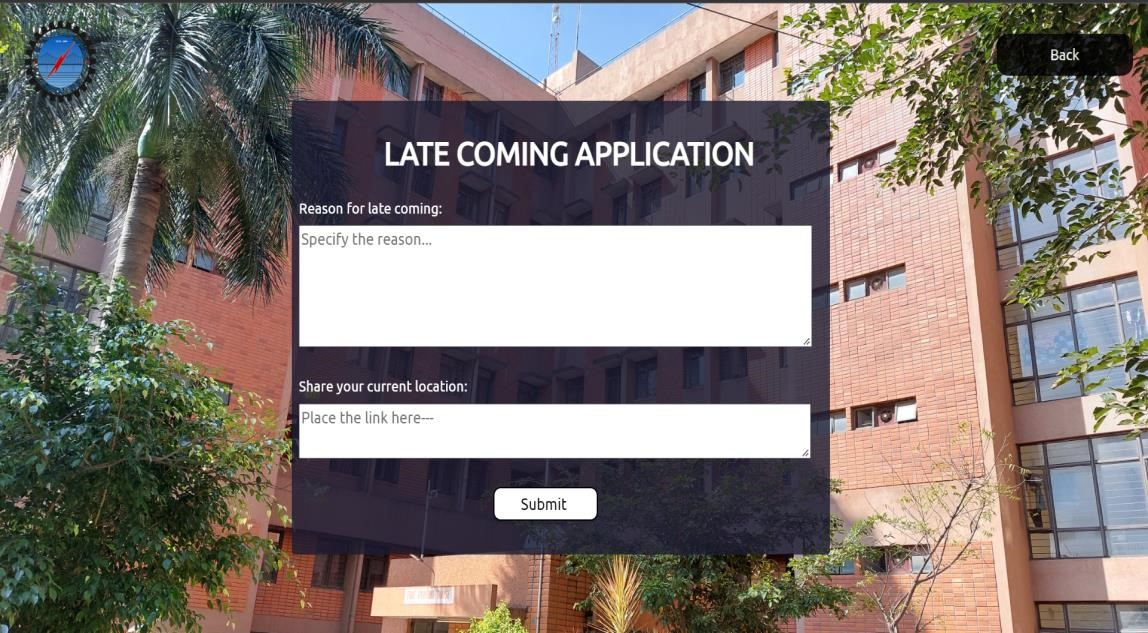 Back
LATE COMING APPLICATION
Reason for late coming:
Specify the reason...
Share your current location:
Place the link here---
Submit